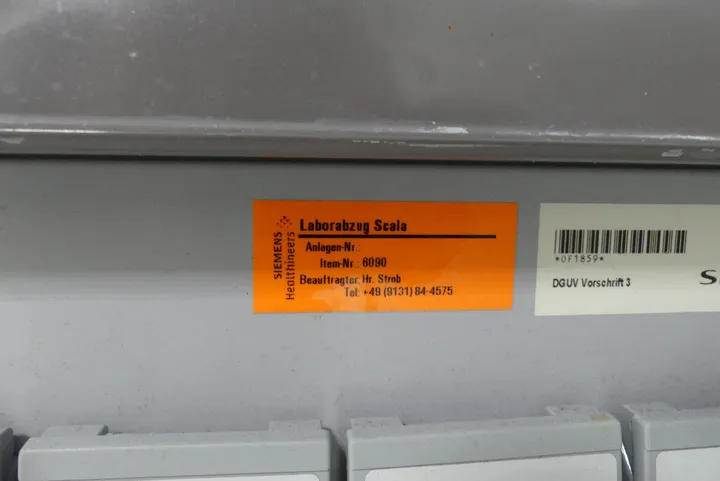 SIEMENS
Healthineers
Laborabzug Scala
Anlagen-Nr.:
Item-Nr.: 6090
Beauftragter: Hr. Strob
Tel: +49 (9131) 84-4575
*0F1859*
DGUV Vorschrift 3